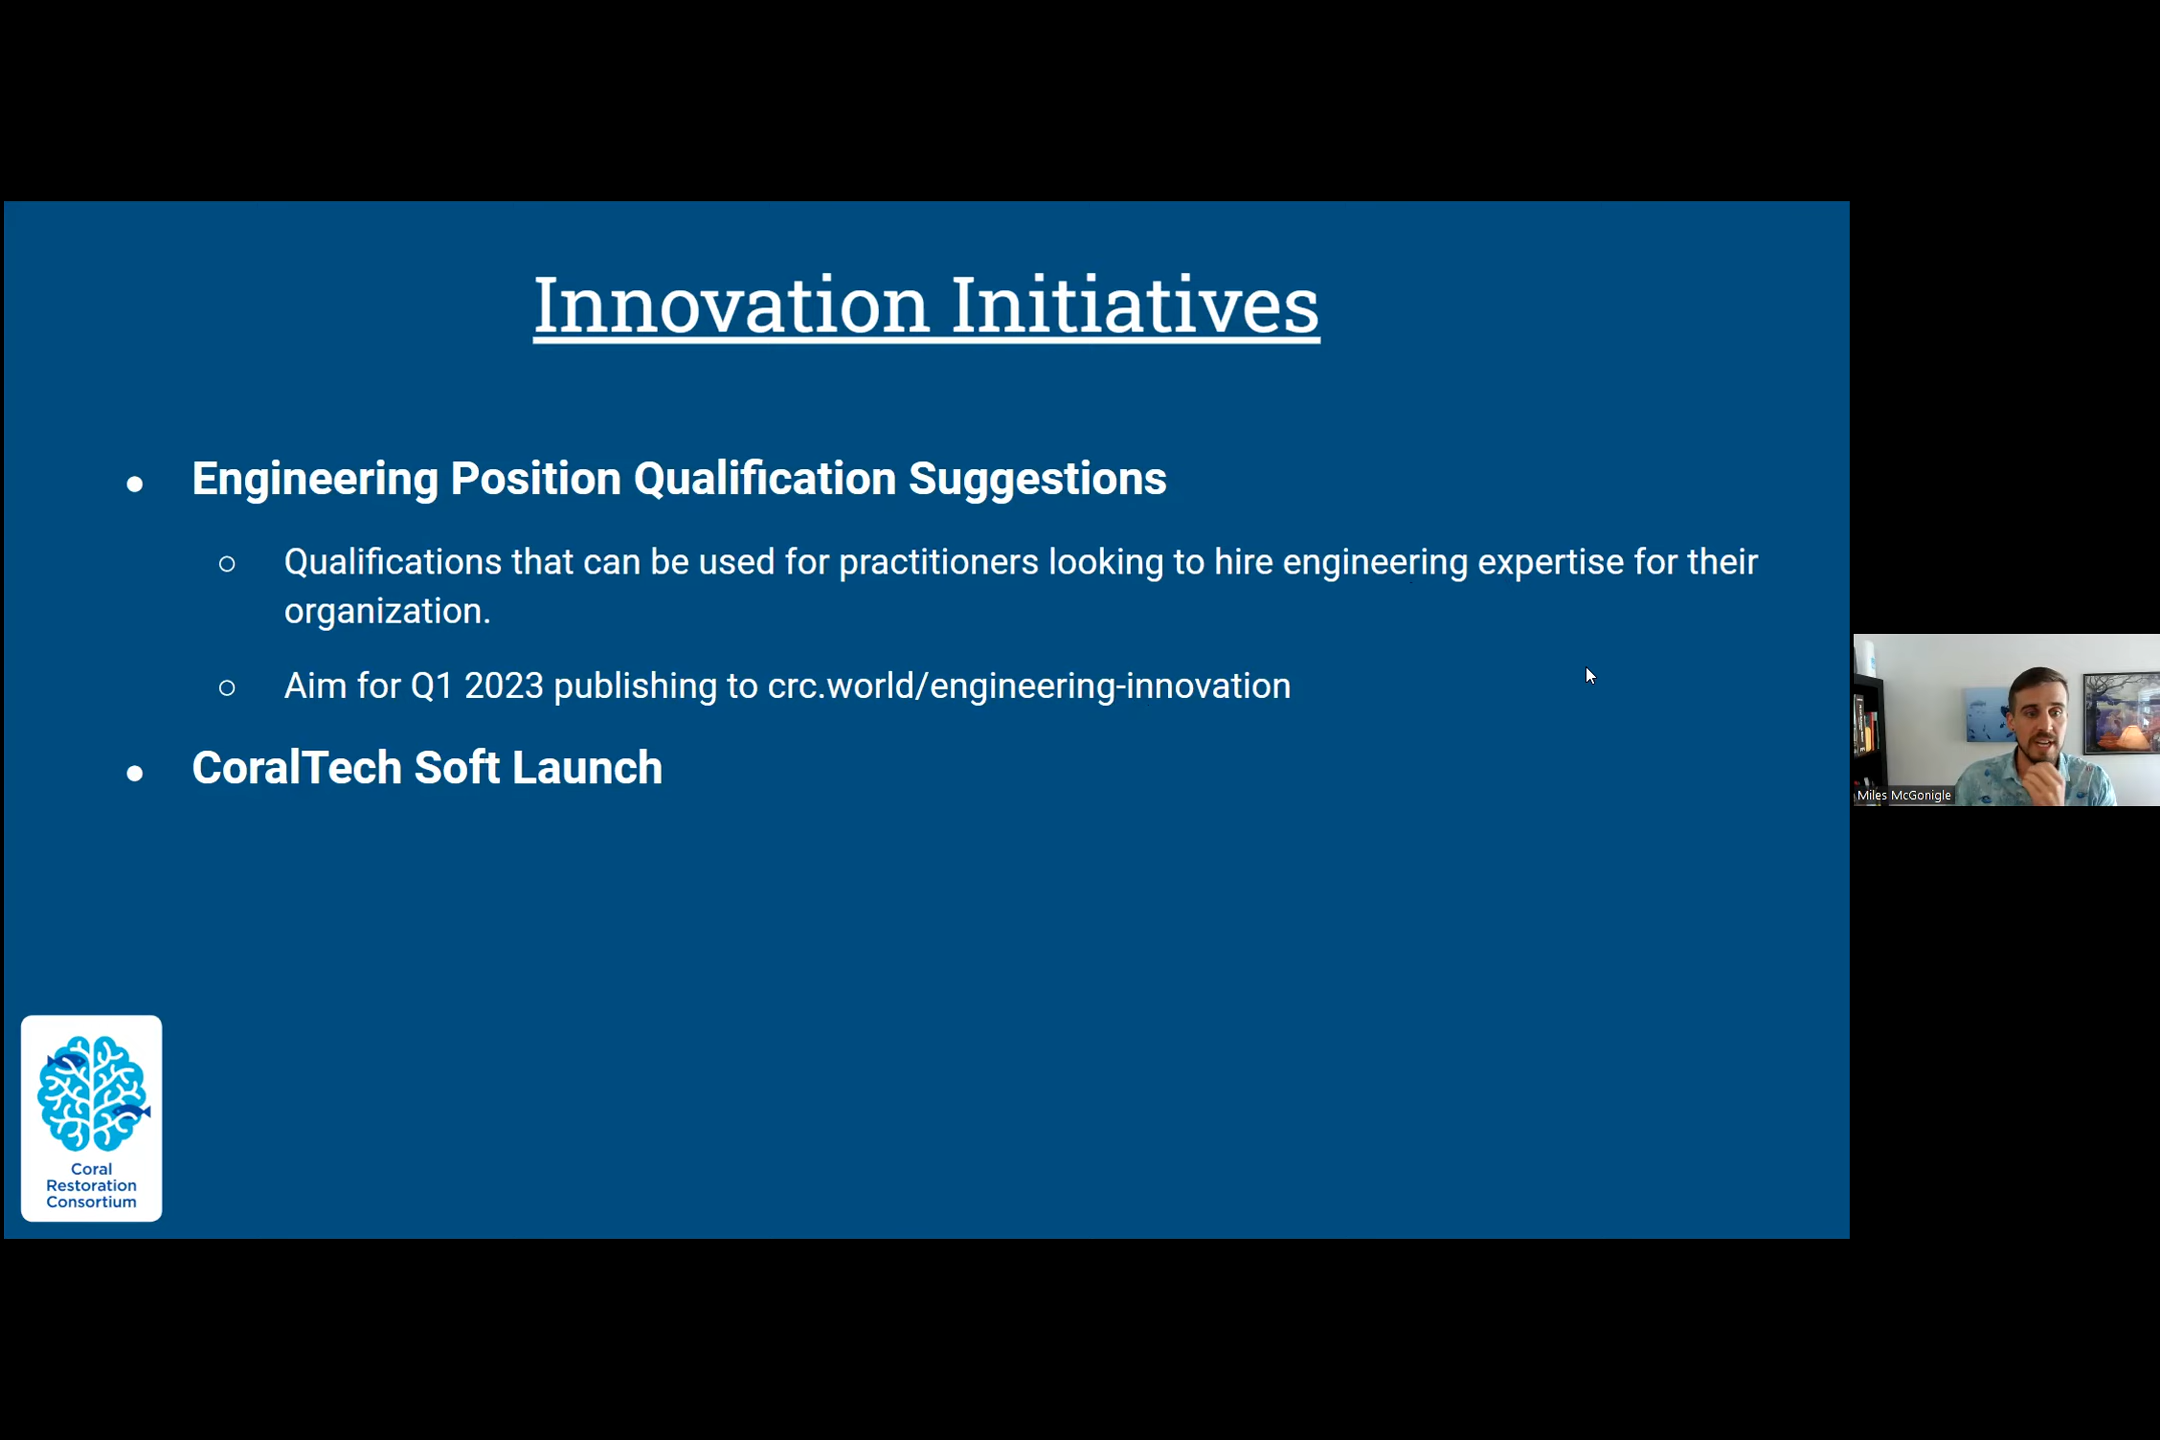 Innovation Initiatives
● Engineering Position Qualification Suggestions
○ Qualifications that can be used for practitioners looking to hire engineering expertise for their
organization.
○ Aim for Q1 2023 publishing to crc.world/engineering-innovation
● CoralTech Soft Launch
Miles McGonigle
Coral
Restoration
Consortium